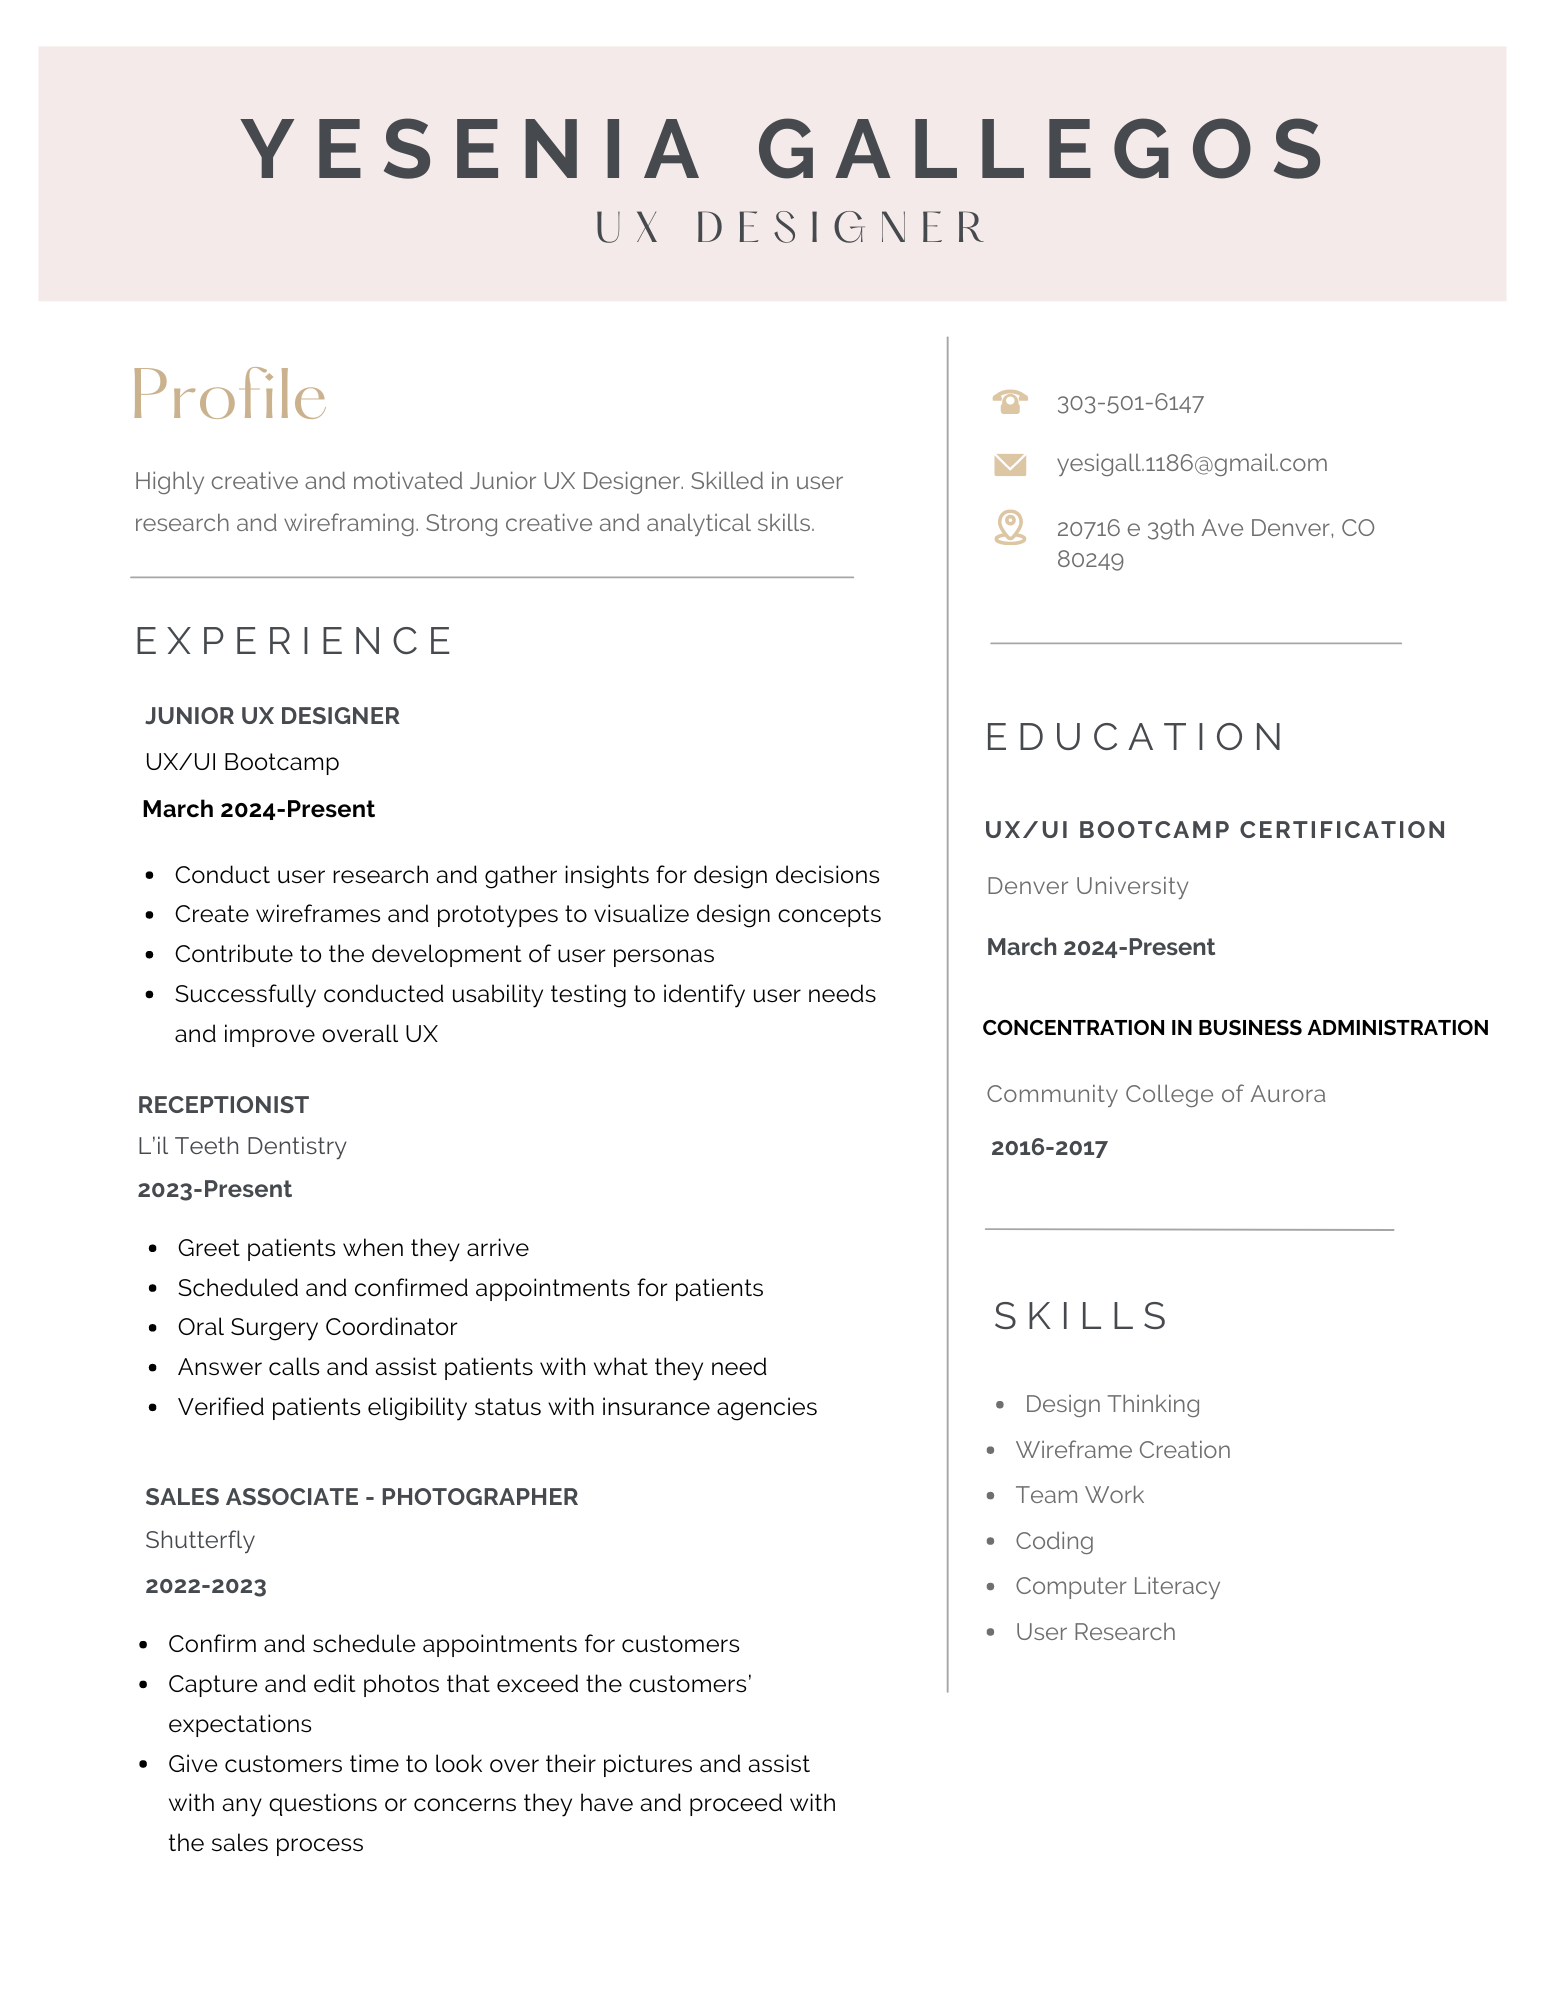 YESENIA GALLEGOS
UX DESIGNER
Profile
Highly creative and motivated Junior UX Designer. Skilled in user
research and wireframing. Strong creative and analytical skills.
EXPERIENCE
JUNIOR UX DESIGNER
UX/UI Bootcamp
March 2024-Present
• Conduct user research and gather insights for design decisions
• Create wireframes and prototypes to visualize design concepts
• Contribute to the development of user personas
• Successfully conducted usability testing to identify user needs
and improve overall UX
RECEPTIONIST
L'il Teeth Dentistry
2023-Present
• Greet patients when they arrive
• Scheduled and confirmed appointments for patients
• Oral Surgery Coordinator
• Answer calls and assist patients with what they need
• Verified patients eligibility status with insurance agencies
SALES ASSOCIATE - PHOTOGRAPHER
Shutterfly
2022-2023
• Confirm and schedule appointments for customers
• Capture and edit photos that exceed the customers'
expectations
• Give customers time to look over their pictures and assist
with any questions or concerns they have and proceed with
the sales process
303-501-6147
yesigall.1186@gmail.com
20716 e 39th Ave Denver, CO
80249
EDUCATION
UX/UI BOOTCAMP CERTIFICATION
Denver University
March 2024-Present
CONCENTRATION IN BUSINESS ADMINISTRATION
Community College of Aurora
2016-2017
SKILLS
• Design Thinking
• Wireframe Creation
• Team Work
• Coding
• Computer Literacy
• User Research